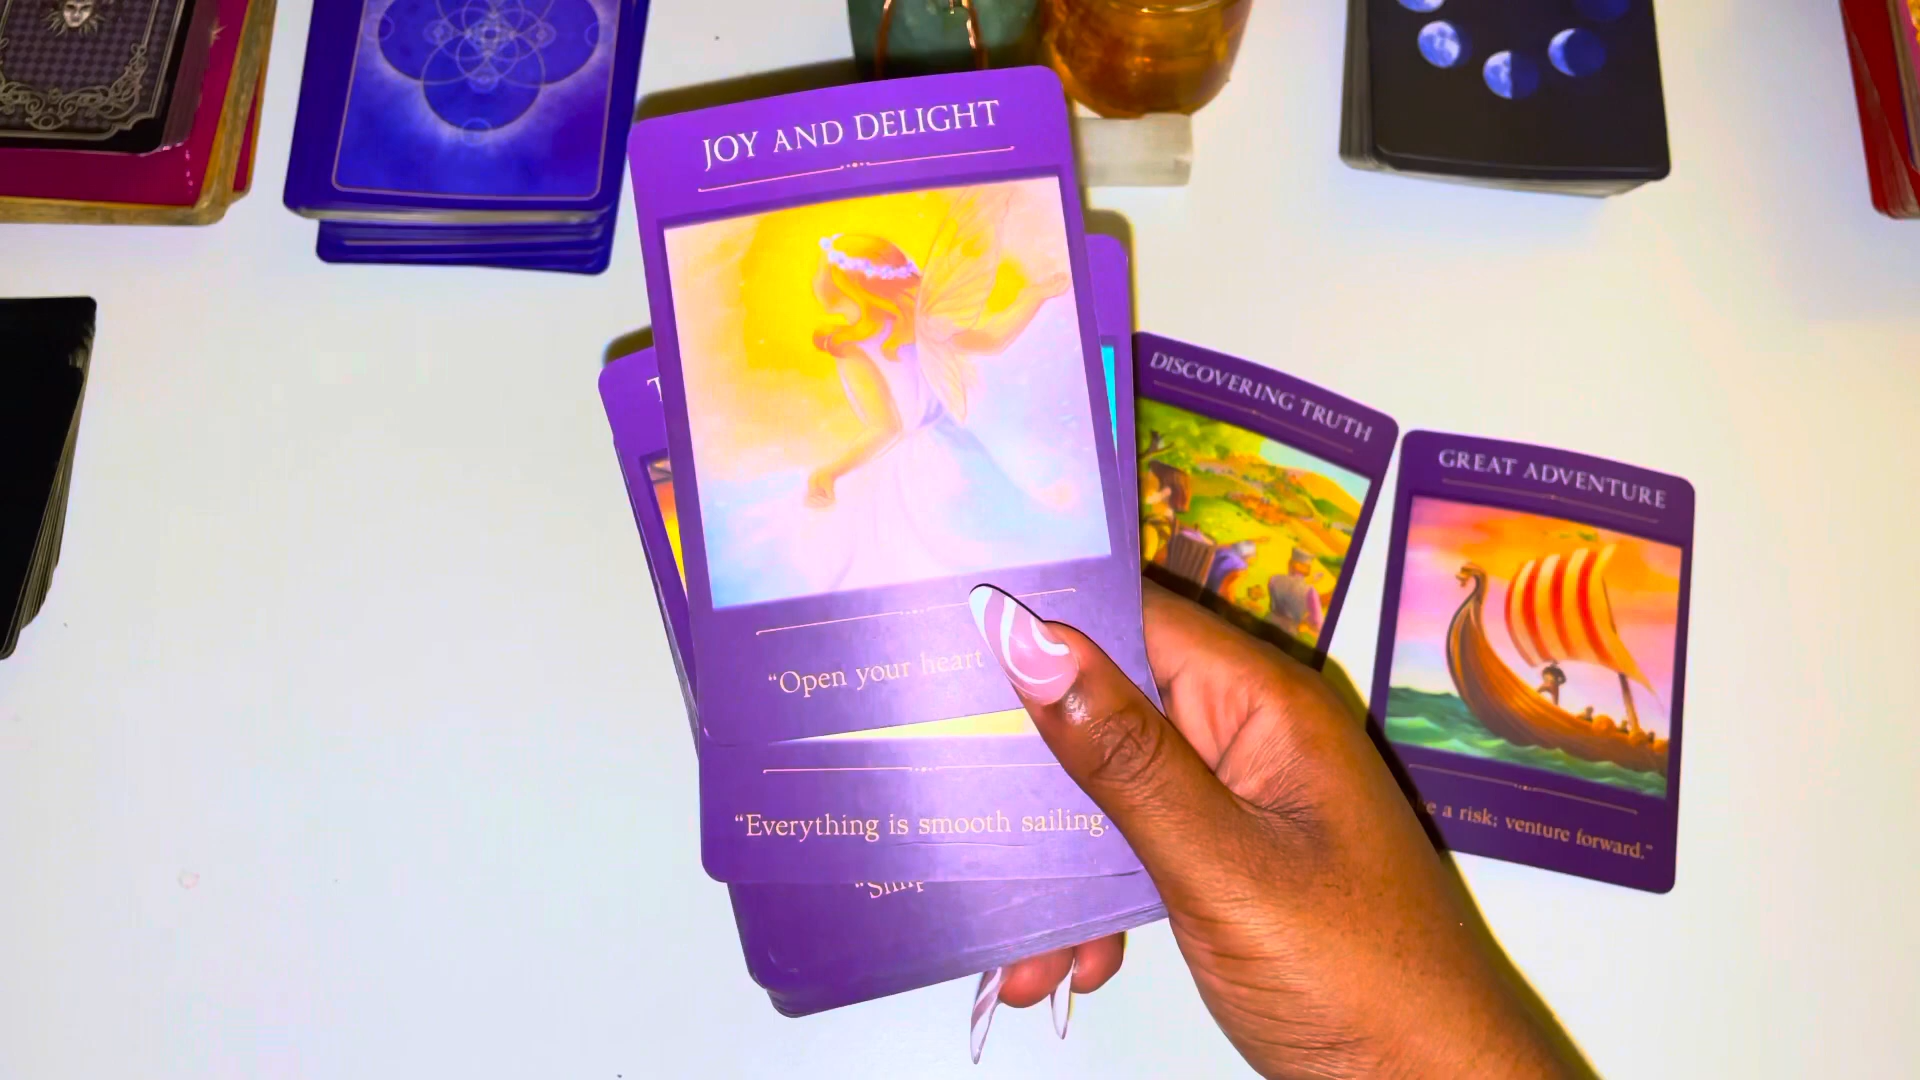 JOY AND DELIGHT
"Open your heart
"Everything is smooth sailing.
DISCOVERING TRUTH
GREAT ADVENTURE
a risk; venture forward."